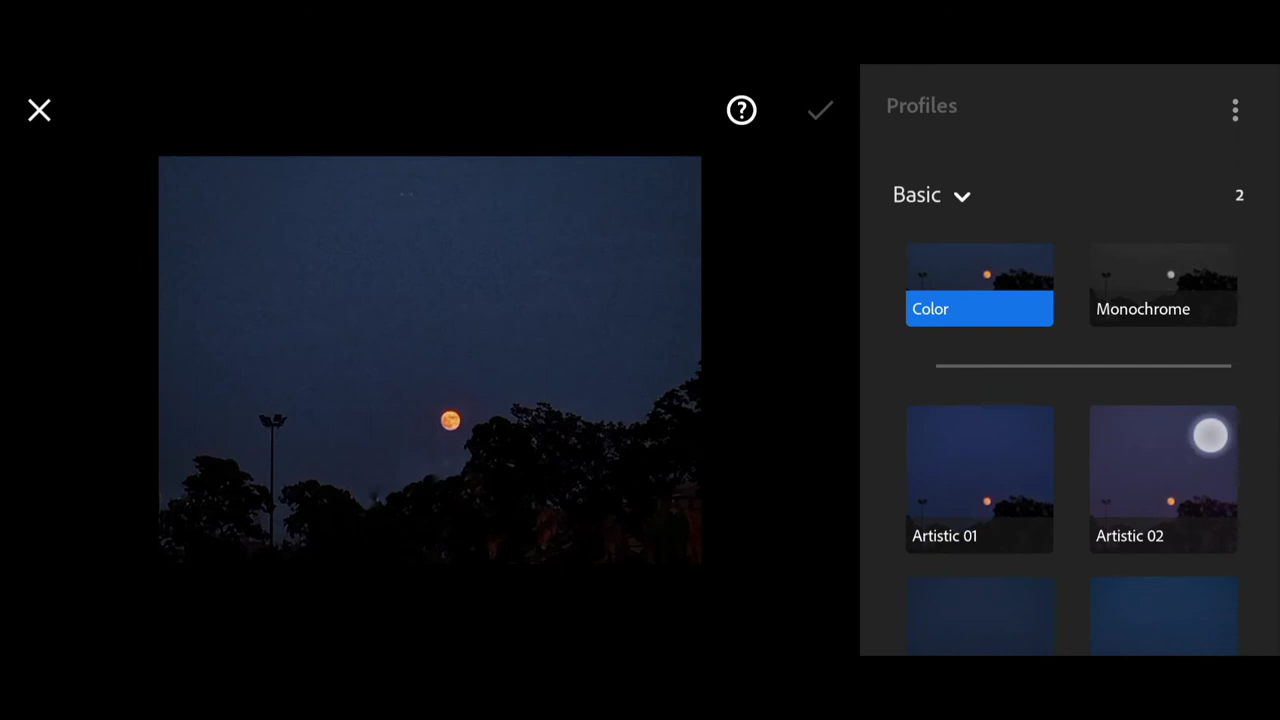 Profiles
Basic 2
Color
Monochrome
Artistic 01
Artistic 02